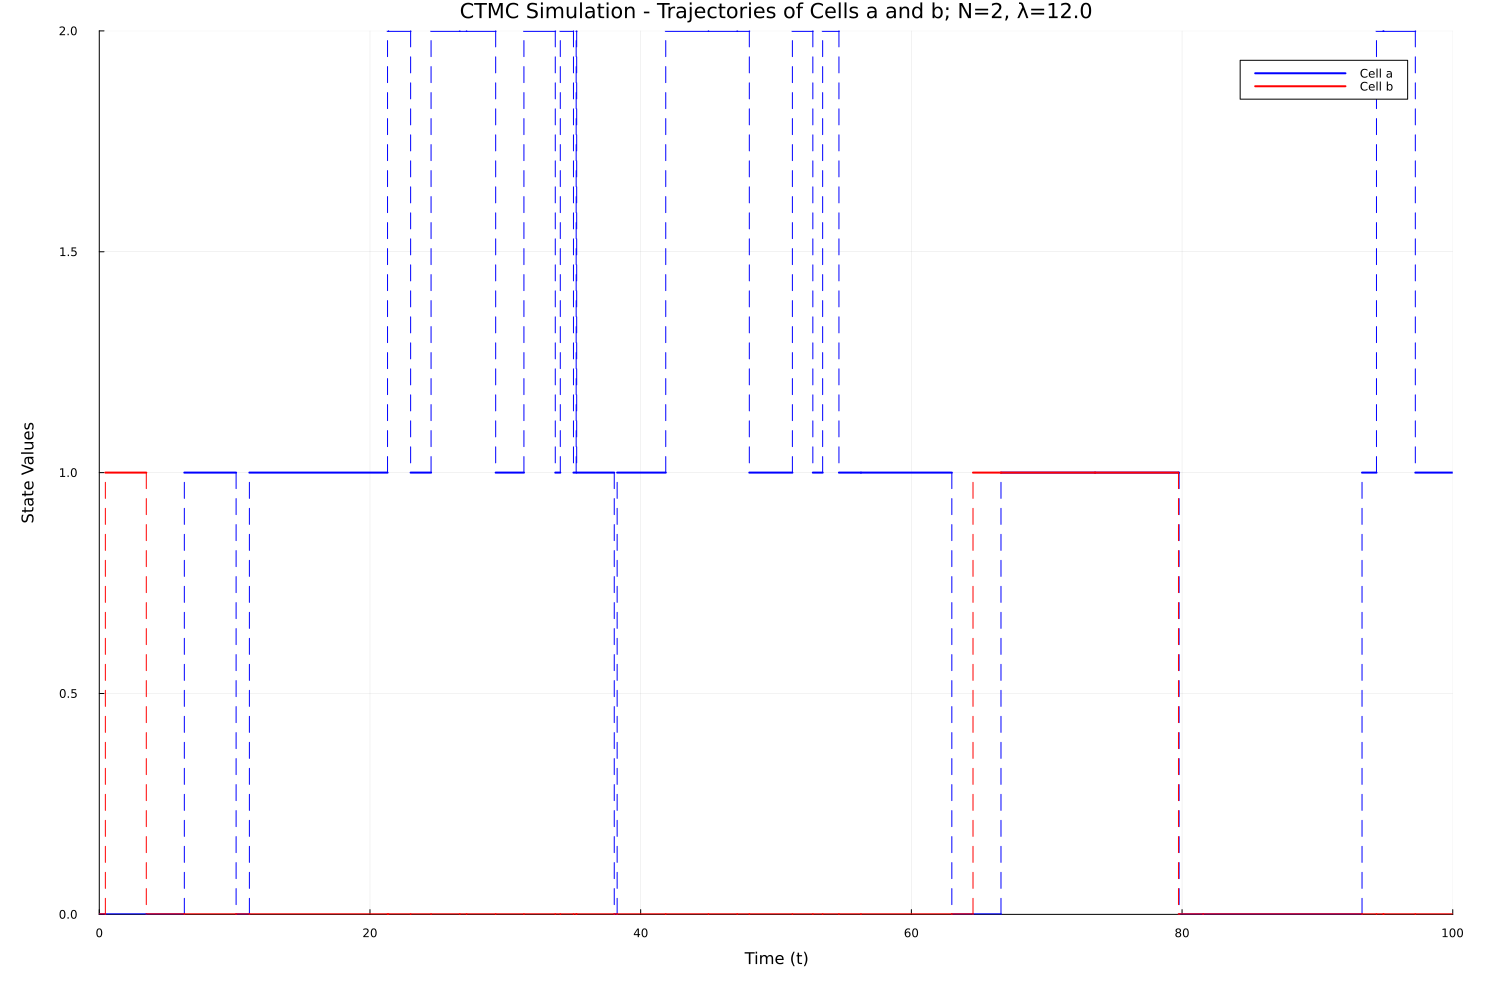 CTMC Simulation - Trajectories of Cells a and b; N=2, λ=12.0
2.0
Cell a
Cell b
1.5
State Values
1.0
0.5
0.0
0 20 40 60 80 100
Time (t)